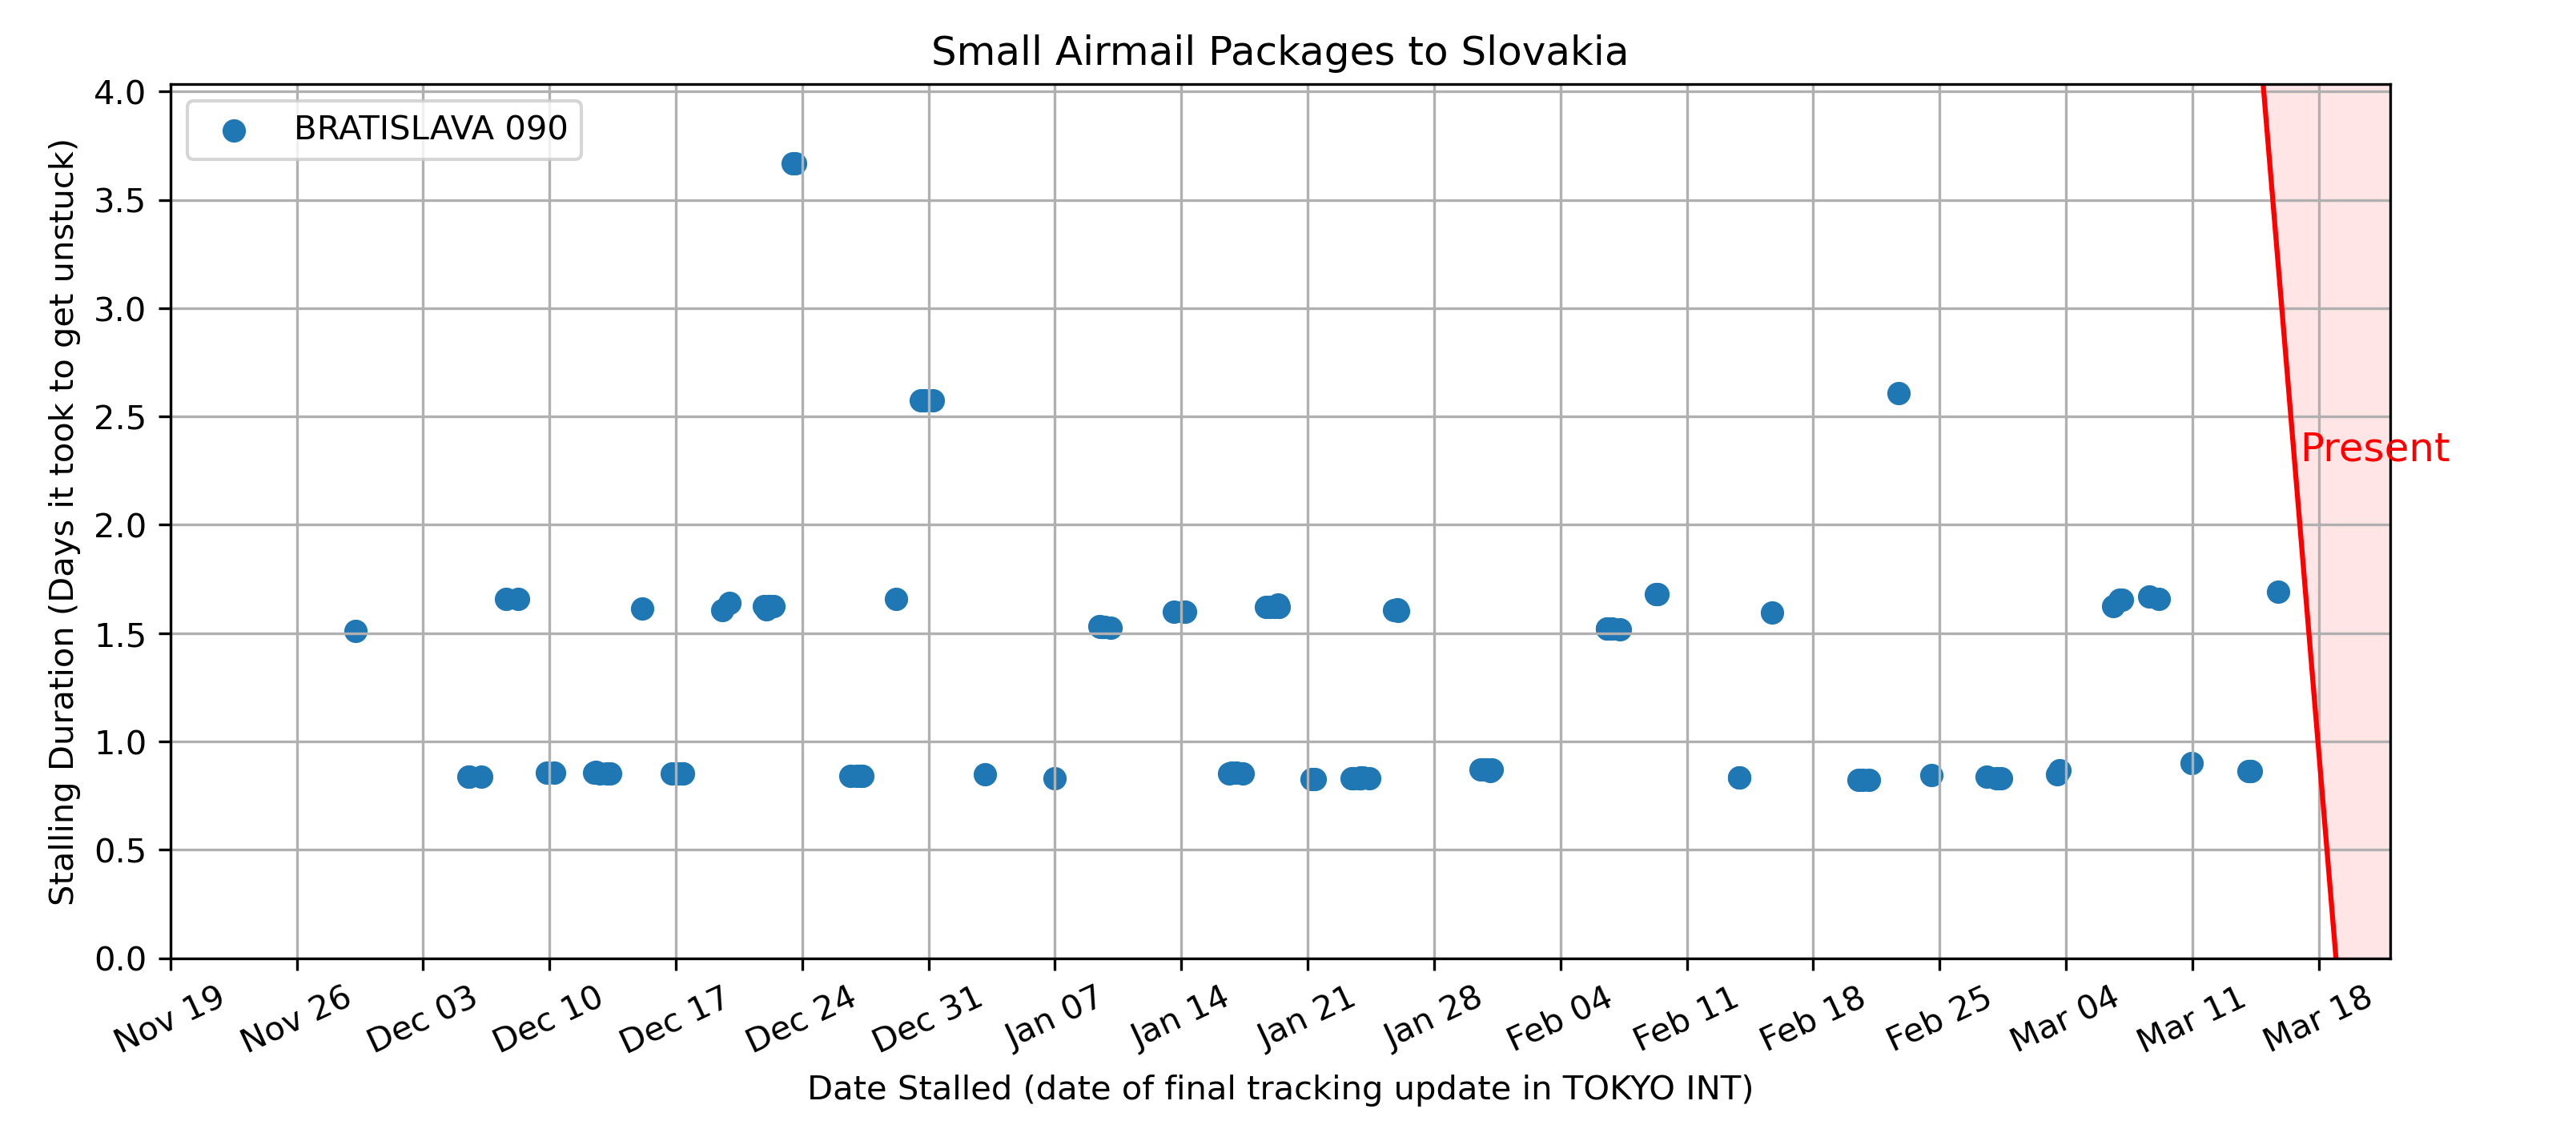 Small Airmail Packages to Slovakia
BRATISLAVA 090
4.0
3.5
3.0
2.5
2.0
1.5
1.0
0.5
0.0
Stalling Duration (Days it took to get unstuck)
Present
Nov 19
Nov 26
Dec 03
Dec 10
Dec 17
Dec 24
Dec 31
Jan 07
Jan 14
Jan 21
Jan 28
Feb 04
Feb 11
Feb 18
Feb 25
Mar 04
Mar 11
Mar 18
Date Stalled (date of final tracking update in TOKYO INT)